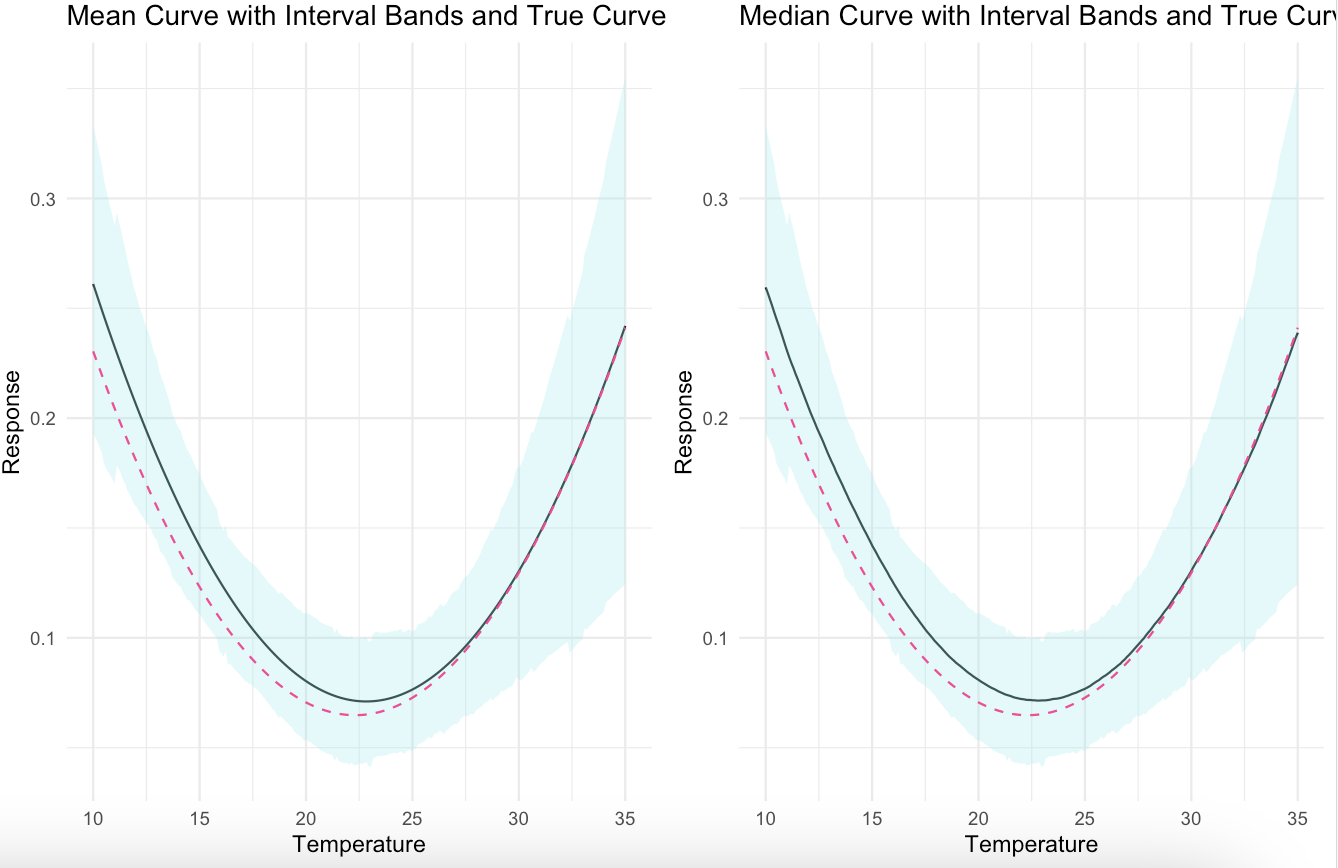 Mean Curve with Interval Bands and True Curve
Response
0.3
0.2
0.1
10 15 20 25 30 35
Temperature
Median Curve with Interval Bands and True Curv
Response
0.3
0.2
0.1
10 15 20 25 30 35
Temperature